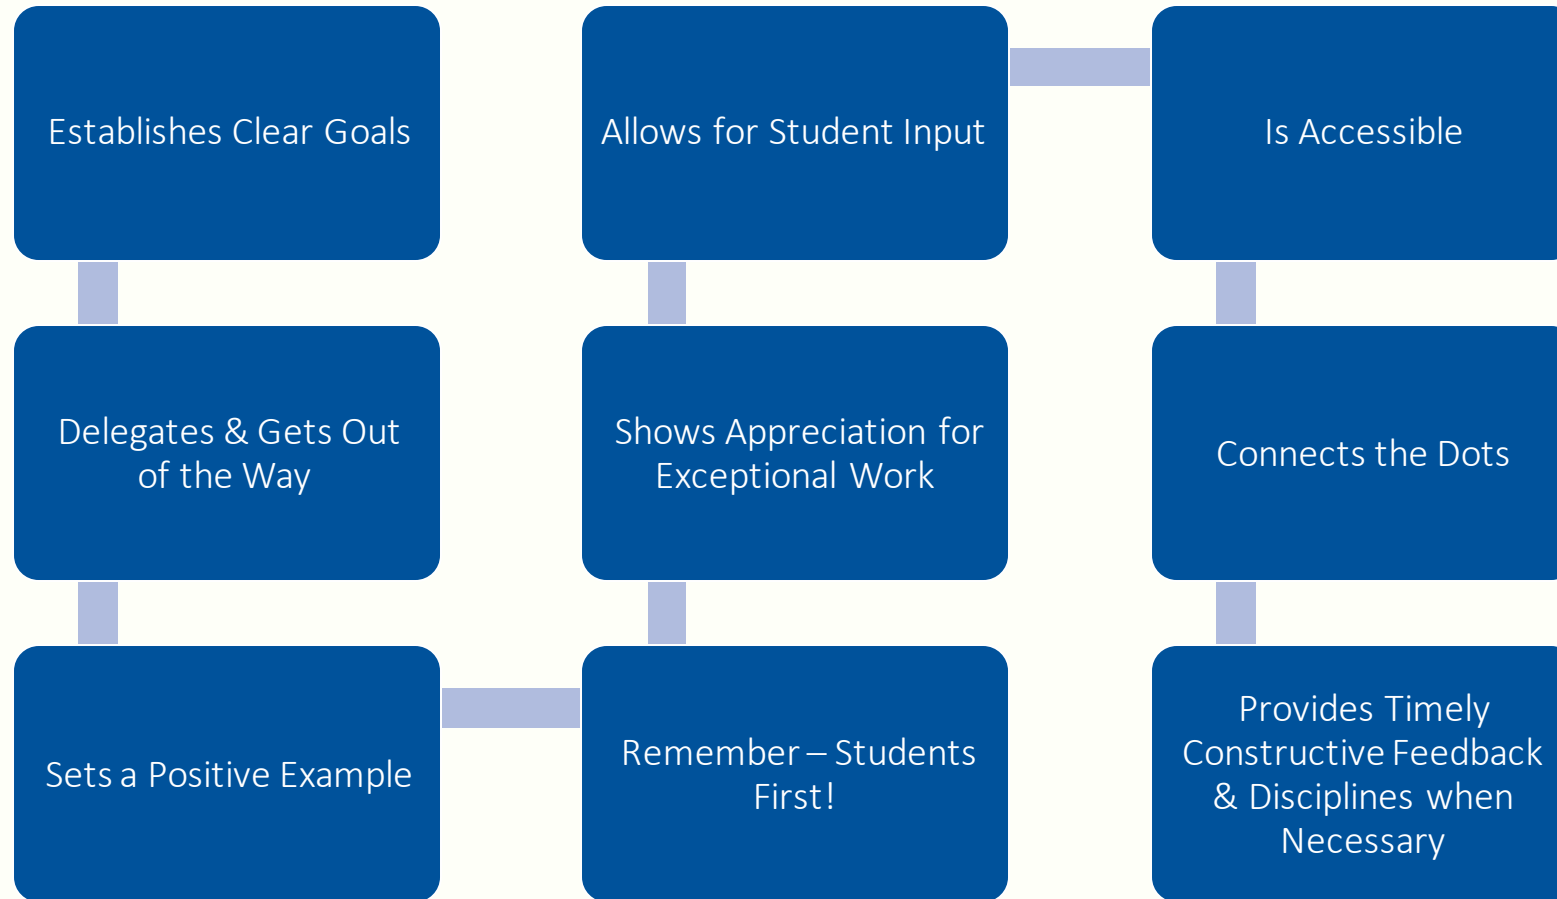 Establishes Clear Goals
Delegates & Gets Out
of the Way
Sets a Positive Example
Remember – Students
First!
Shows Appreciation for
Exceptional Work
Allows for Student Input
Is Accessible
Connects the Dots
Provides Timely
Constructive Feedback
& Disciplines when
Necessary